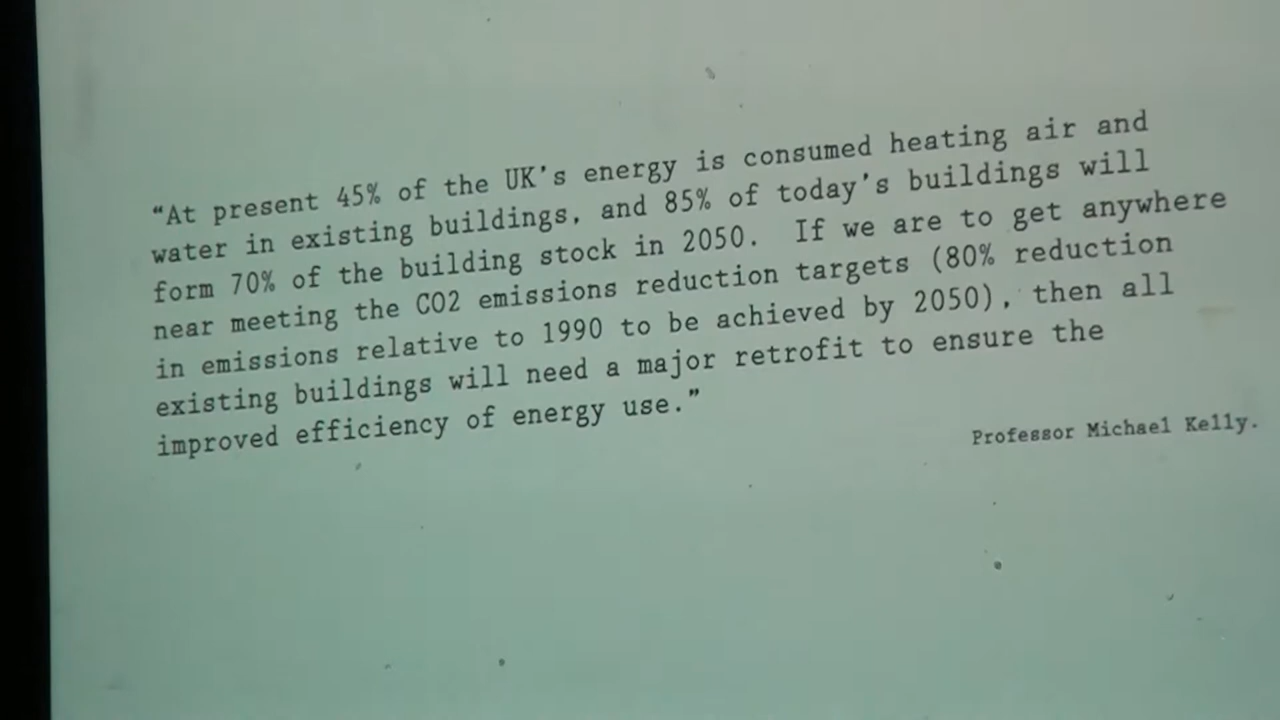 “At present 45% of the UK's energy is consumed heating air and
water in existing buildings, and 85% of today's buildings will
form 70% of the building stock in 2050. If we are to get anywhere
near meeting the CO2 emissions reduction targets (80% reduction
in emissions relative to 1990 to be achieved by 2050), then all
existing buildings will need a major retrofit to ensure the
improved efficiency of energy use.”
Professor Michael Kelly.